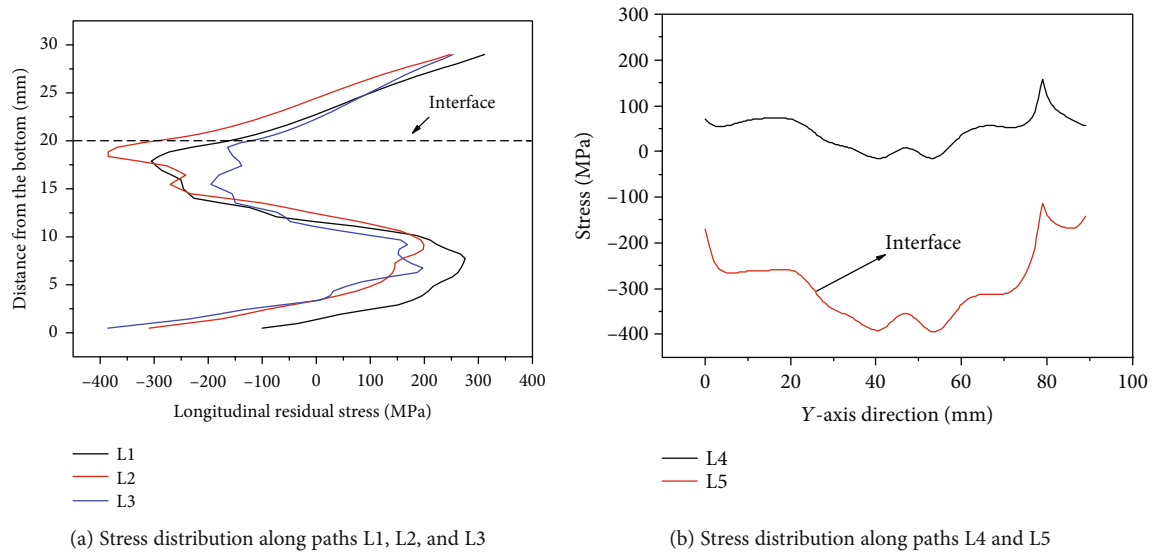 30
25
20
15
10
5
0
Distance from the bottom (mm)
Interface
–400 –300 –200 –100 0 100 200 300 400
Longitudinal residual stress (MPa)
L1
L2
L3
(a) Stress distribution along paths L1, L2, and L3
300
200
100
0
–100
–200
–300
–400
Stress (MPa)
Interface
0 20 40 60 80 100
Y-axis direction (mm)
L4
L5
(b) Stress distribution along paths L4 and L5